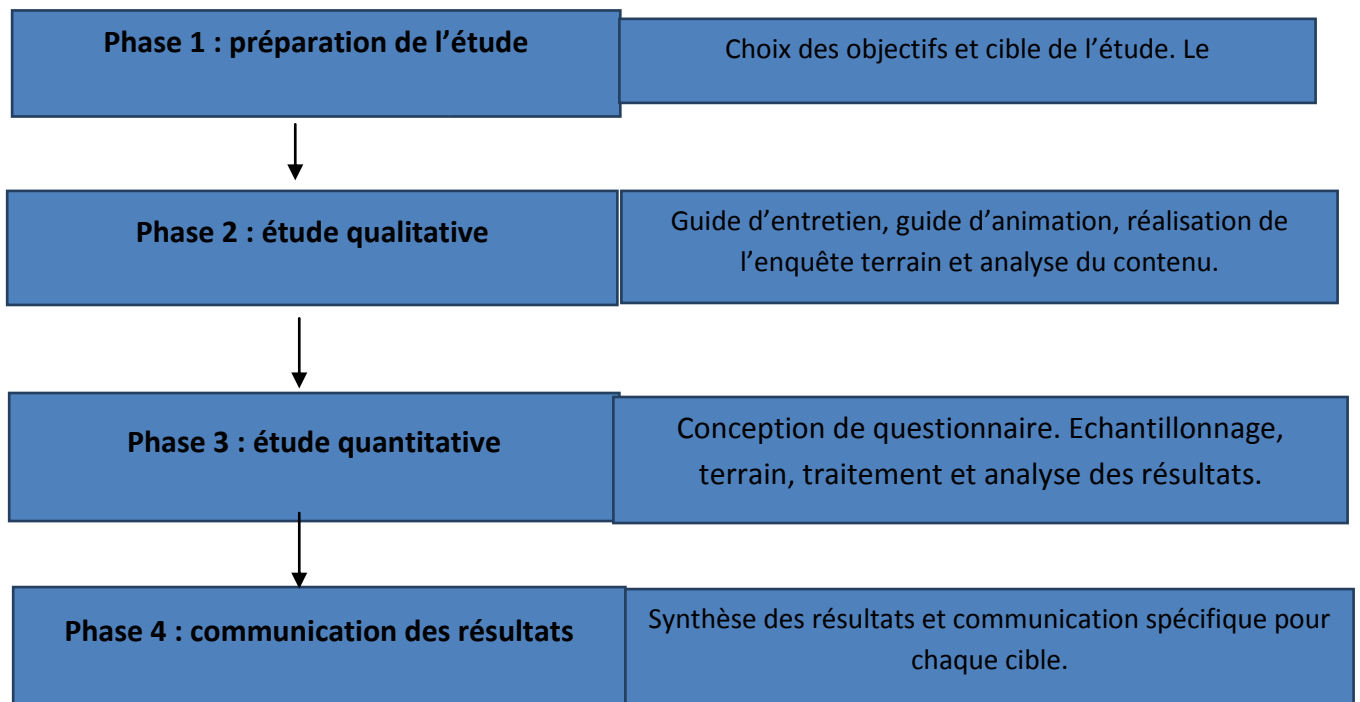 Phase 1 : préparation de l’étude
Choix des objectifs et cible de l’étude. Le
Phase 2 : étude qualitative
Guide d’entretien, guide d’animation, réalisation de
l’enquête terrain et analyse du contenu.
Phase 3 : étude quantitative
Conception de questionnaire. Echantillonnage,
terrain, traitement et analyse des résultats.
Phase 4 : communication des résultats
Synthèse des résultats et communication spécifique pour
chaque cible.